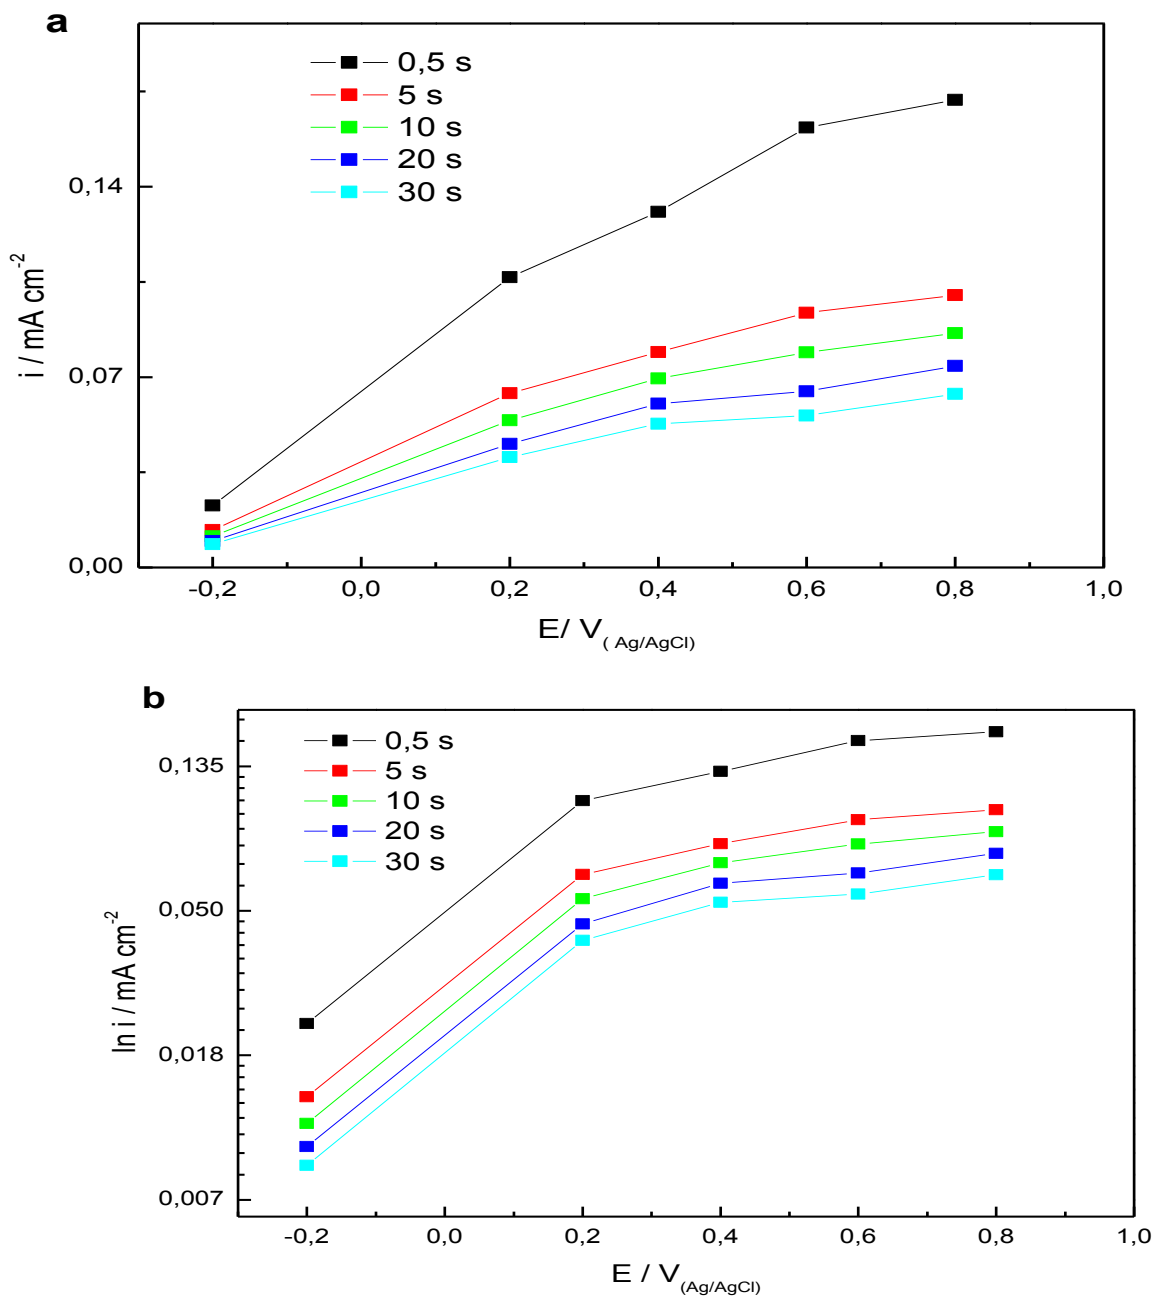 a
0,5 s
5 s
10 s
20 s
30 s
0,14
0,07
0,00
i / mA cm-2
-0,2 0,0 0,2 0,4 0,6 0,8 1,0
E/ V( Ag/AgCl)
b
0,5 s
5 s
10 s
20 s
30 s
0,135
0,050
0,018
0,007
ln i / mA cm-2
-0,2 0,0 0,2 0,4 0,6 0,8 1,0
E / V(Ag/AgCl)